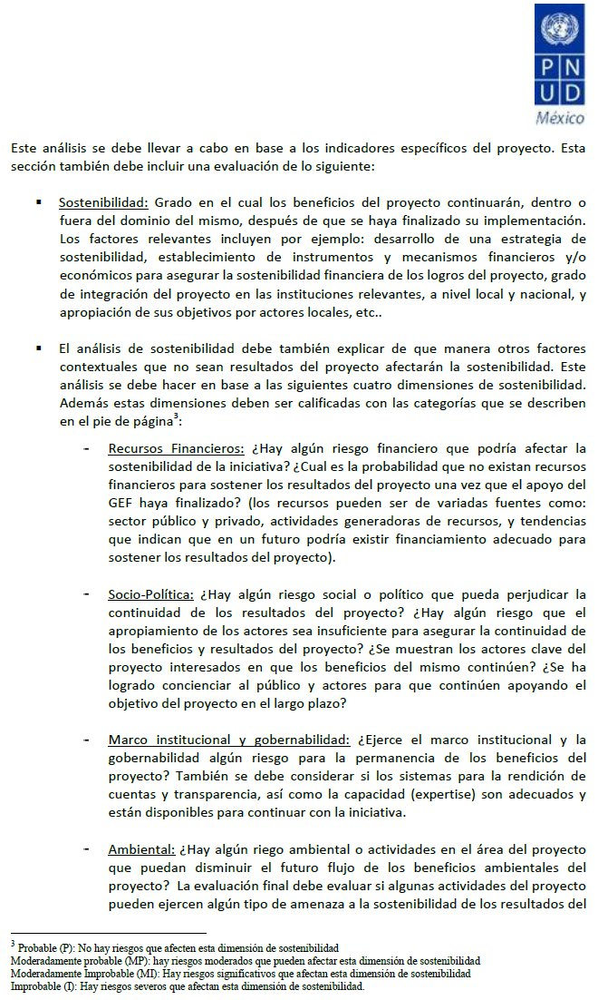 P N
U D
México
Este análisis se debe llevar a cabo en base a los indicadores específicos del proyecto. Esta
sección también debe incluir una evaluación de lo siguiente:
▪ Sostenibilidad: Grado en el cual los beneficios del proyecto continuarán, dentro o
fuera del dominio del mismo, después de que se haya finalizado su implementación.
Los factores relevantes incluyen por ejemplo: desarrollo de una estrategia de
sostenibilidad, establecimiento de instrumentos y mecanismos financieros y/o
económicos para asegurar la sostenibilidad financiera de los logros del proyecto, grado
de integración del proyecto en las instituciones relevantes, a nivel local y nacional, y
apropiación de sus objetivos por actores locales, etc..
▪ El análisis de sostenibilidad debe también explicar de que manera otros factores
contextuales que no sean resultados del proyecto afectarán la sostenibilidad. Este
análisis se debe hacer en base a las siguientes cuatro dimensiones de sostenibilidad.
Además estas dimensiones deben ser calificadas con las categorías que se describen
en el pie de página3:
- Recursos Financieros: ¿Hay algún riesgo financiero que podría afectar la
sostenibilidad de la iniciativa? ¿Cual es la probabilidad que no existan recursos
financieros para sostener los resultados del proyecto una vez que el apoyo del
GEF haya finalizado? (los recursos pueden ser de variadas fuentes como:
sector público y privado, actividades generadoras de recursos, y tendencias
que indican que en un futuro podría existir financiamiento adecuado para
sostener los resultados del proyecto).
- Socio-Política: ¿Hay algún riesgo social o político que pueda perjudicar la
continuidad de los resultados del proyecto? ¿Hay algún riesgo que el
apropiamiento de los actores sea insuficiente para asegurar la continuidad de
los beneficios y resultados del proyecto? ¿Se muestran los actores clave del
proyecto interesados en que los beneficios del mismo continúen? ¿Se ha
logrado concienciar al público y actores para que continúen apoyando el
objetivo del proyecto en el largo plazo?
- Marco institucional y gobernabilidad: ¿Ejerce el marco institucional y la
gobernabilidad algún riesgo para la permanencia de los beneficios del
proyecto? También se debe considerar si los sistemas para la rendición de
cuentas y transparencia, así como la capacidad (expertise) son adecuados y
están disponibles para continuar con la iniciativa.
- Ambiental: ¿Hay algún riego ambiental o actividades en el área del proyecto
que puedan disminuir el futuro flujo de los beneficios ambientales del
proyecto? La evaluación final debe evaluar si algunas actividades del proyecto
pueden ejercen algún tipo de amenaza a la sostenibilidad de los resultados del
3 Probable (P): No hay riesgos que afecten esta dimensión de sostenibilidad
Moderadamente probable (MP): hay riesgos moderados que pueden afectar esta dimensión de sostenibilidad
Moderadamente Improbable (MI): Hay riesgos significativos que afectan esta dimensión de sostenibilidad
Improbable (I): Hay riesgos severos que afectan esta dimensión de sostenibilidad.